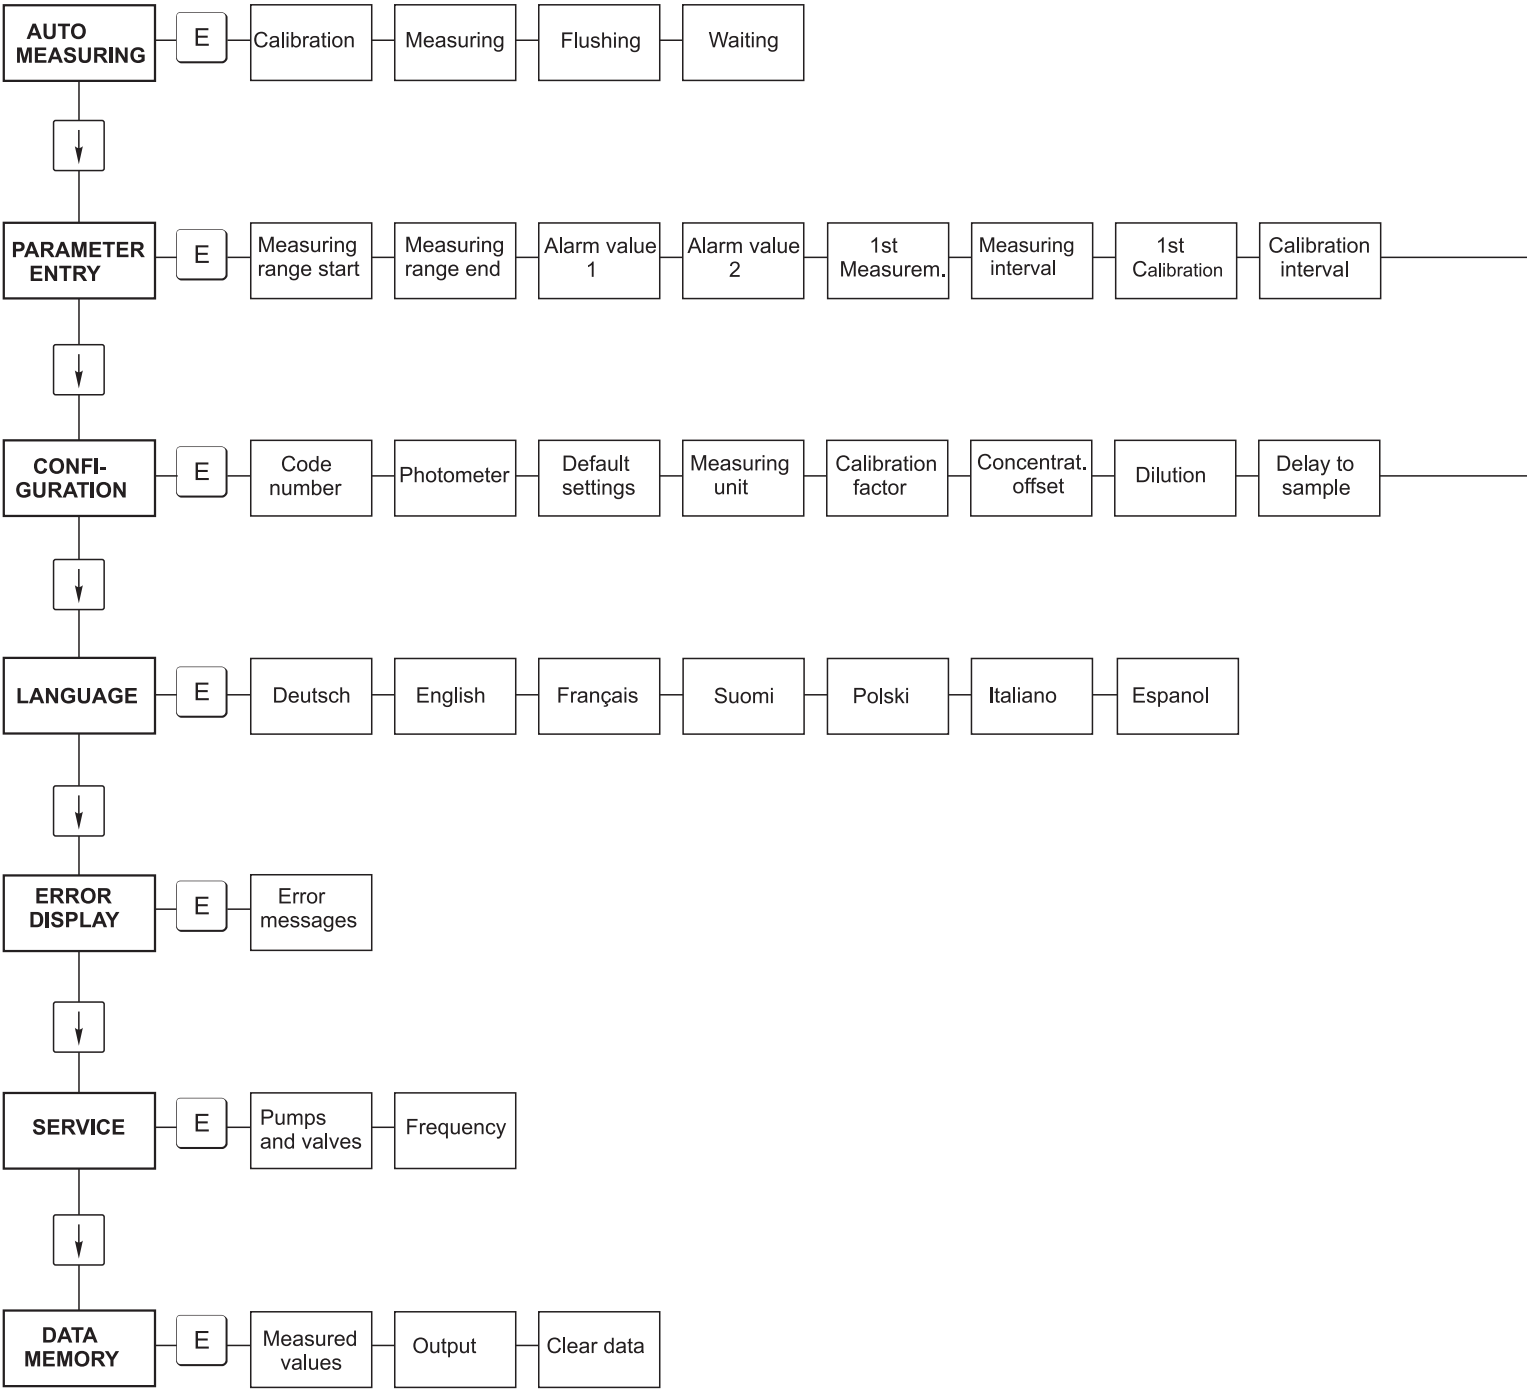 AUTO
MEASURING
E
Calibration
Measuring
Flushing
Waiting
PARAMETER
ENTRY
E
Measuring
range start
Measuring
range end
Alarm value
1
Alarm value
2
1st
Measurem.
Measuring
interval
1st
Calibration
Calibration
interval
CONFI-
GURATION
E
Code
number
Photometer
Default
settings
Measuring
unit
Calibration
factor
Concentrat.
offset
Dilution
Delay to
sample
LANGUAGE
E
Deutsch
English
Français
Suomi
Polski
Italiano
Espanol
ERROR
DISPLAY
E
Error
messages
SERVICE
E
Pumps
and valves
Frequency
DATA
MEMORY
E
Measured
values
Output
Clear data